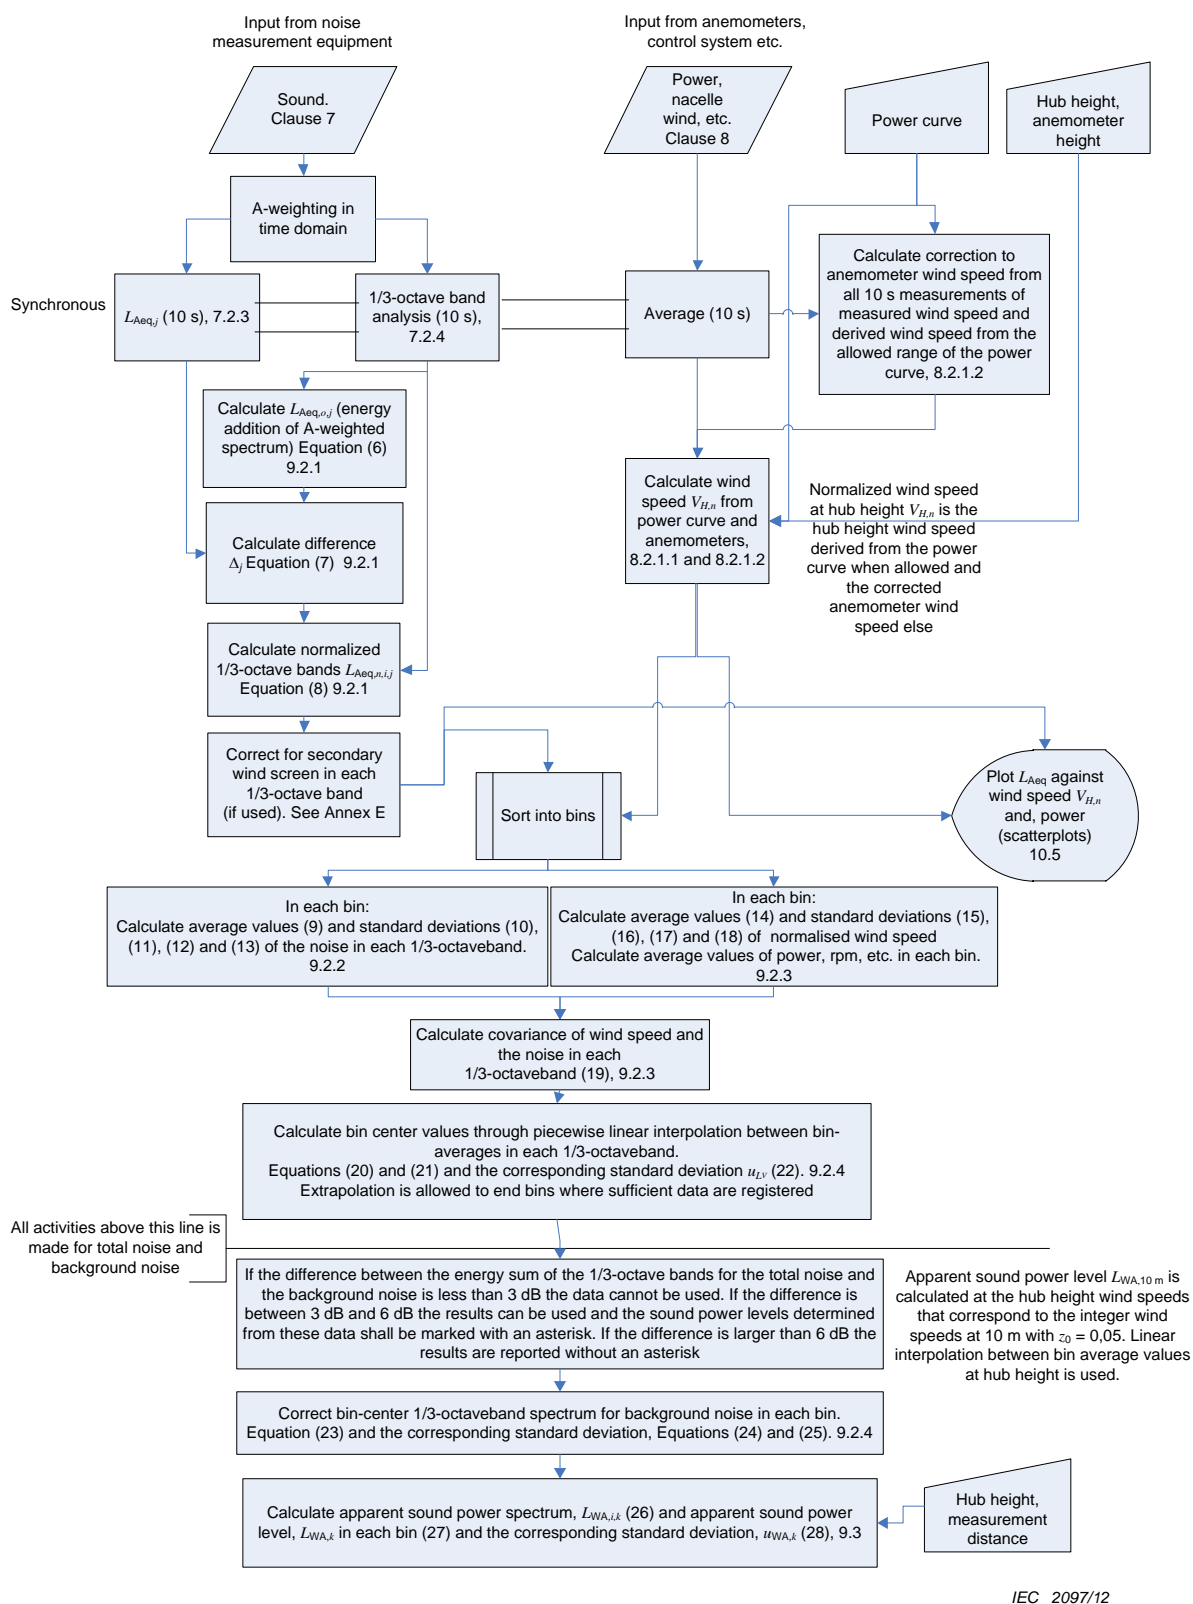 Input from noise
measurement equipment
Input from anemometers,
control system etc.
Sound.
Clause 7
Power,
nacelle
wind, etc.
Clause 8
Power curve
Hub height,
anemometer
height
A-weighting in
time domain
Synchronous
L_Aeq,j (10 s), 7.2.3
1/3-octave band
analysis (10 s),
7.2.4
Average (10 s)
Calculate correction to
anemometer wind speed from
all 10 s measurements of
measured wind speed and
derived wind speed from the
allowed range of the power
curve, 8.2.1.2
Calculate L_Aeq,o,j (energy
addition of A-weighted
spectrum) Equation (6)
9.2.1
Calculate difference
Δ_j Equation (7) 9.2.1
Calculate wind
speed V_H,n from
power curve and
anemometers,
8.2.1.1 and 8.2.1.2
Normalized wind speed
at hub height V_H,n is the
hub height wind speed
derived from the power
curve when allowed and
the corrected
anemometer wind
speed else
Calculate normalized
1/3-octave bands L_Aeq,n,i,j
Equation (8) 9.2.1
Correct for secondary
wind screen in each
1/3-octave band
(if used). See Annex E
Sort into bins
Plot L_Aeq against
wind speed V_H,n
and, power
(scatterplots)
10.5
In each bin:
Calculate average values (9) and standard deviations (10),
(11), (12) and (13) of the noise in each 1/3-octaveband.
9.2.2
In each bin:
Calculate average values (14) and standard deviations (15),
(16), (17) and (18) of normalised wind speed
Calculate average values of power, rpm, etc. in each bin.
9.2.3
Calculate covariance of wind speed and
the noise in each
1/3-octaveband (19), 9.2.3
Calculate bin center values through piecewise linear interpolation between bin-
averages in each 1/3-octaveband.
Equations (20) and (21) and the corresponding standard deviation u_LV (22). 9.2.4
Extrapolation is allowed to end bins where sufficient data are registered
All activities above this line is
made for total noise and
background noise
If the difference between the energy sum of the 1/3-octave bands for the total noise and
the background noise is less than 3 dB the data cannot be used. If the difference is
between 3 dB and 6 dB the results can be used and the sound power levels determined
from these data shall be marked with an asterisk. If the difference is larger than 6 dB the
results are reported without an asterisk
Apparent sound power level L_WA,10 m is
calculated at the hub height wind speeds
that correspond to the integer wind
speeds at 10 m with z_0 = 0,05. Linear
interpolation between bin average values
at hub height is used.
Correct bin-center 1/3-octaveband spectrum for background noise in each bin.
Equation (23) and the corresponding standard deviation, Equations (24) and (25). 9.2.4
Calculate apparent sound power spectrum, L_WA,i,k (26) and apparent sound power
level, L_WA,k in each bin (27) and the corresponding standard deviation, u_WA,k (28), 9.3
Hub height,
measurement
distance
IEC 2097/12